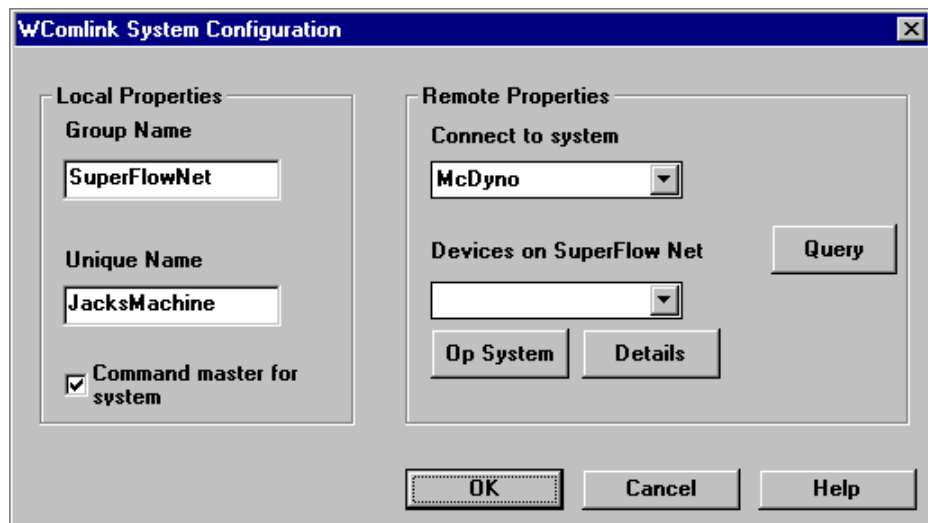 WComlink System Configuration
Local Properties
Group Name
SuperFlowNet
Unique Name
JacksMachine
Command master for
system
Remote Properties
Connect to system
McDyno
Devices on SuperFlow Net
Query
Op System
Details
OK
Cancel
Help